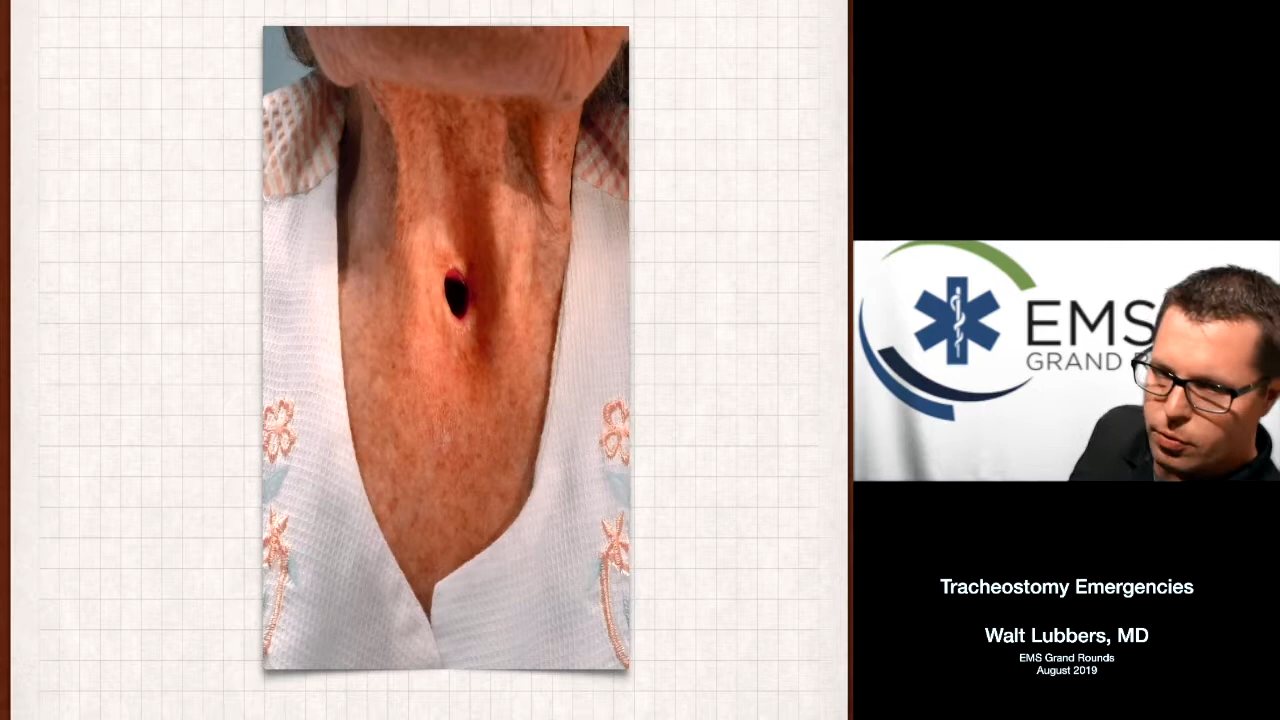 EMS
GRAND
Tracheostomy Emergencies
Walt Lubbers, MD
EMS Grand Rounds
August 2019